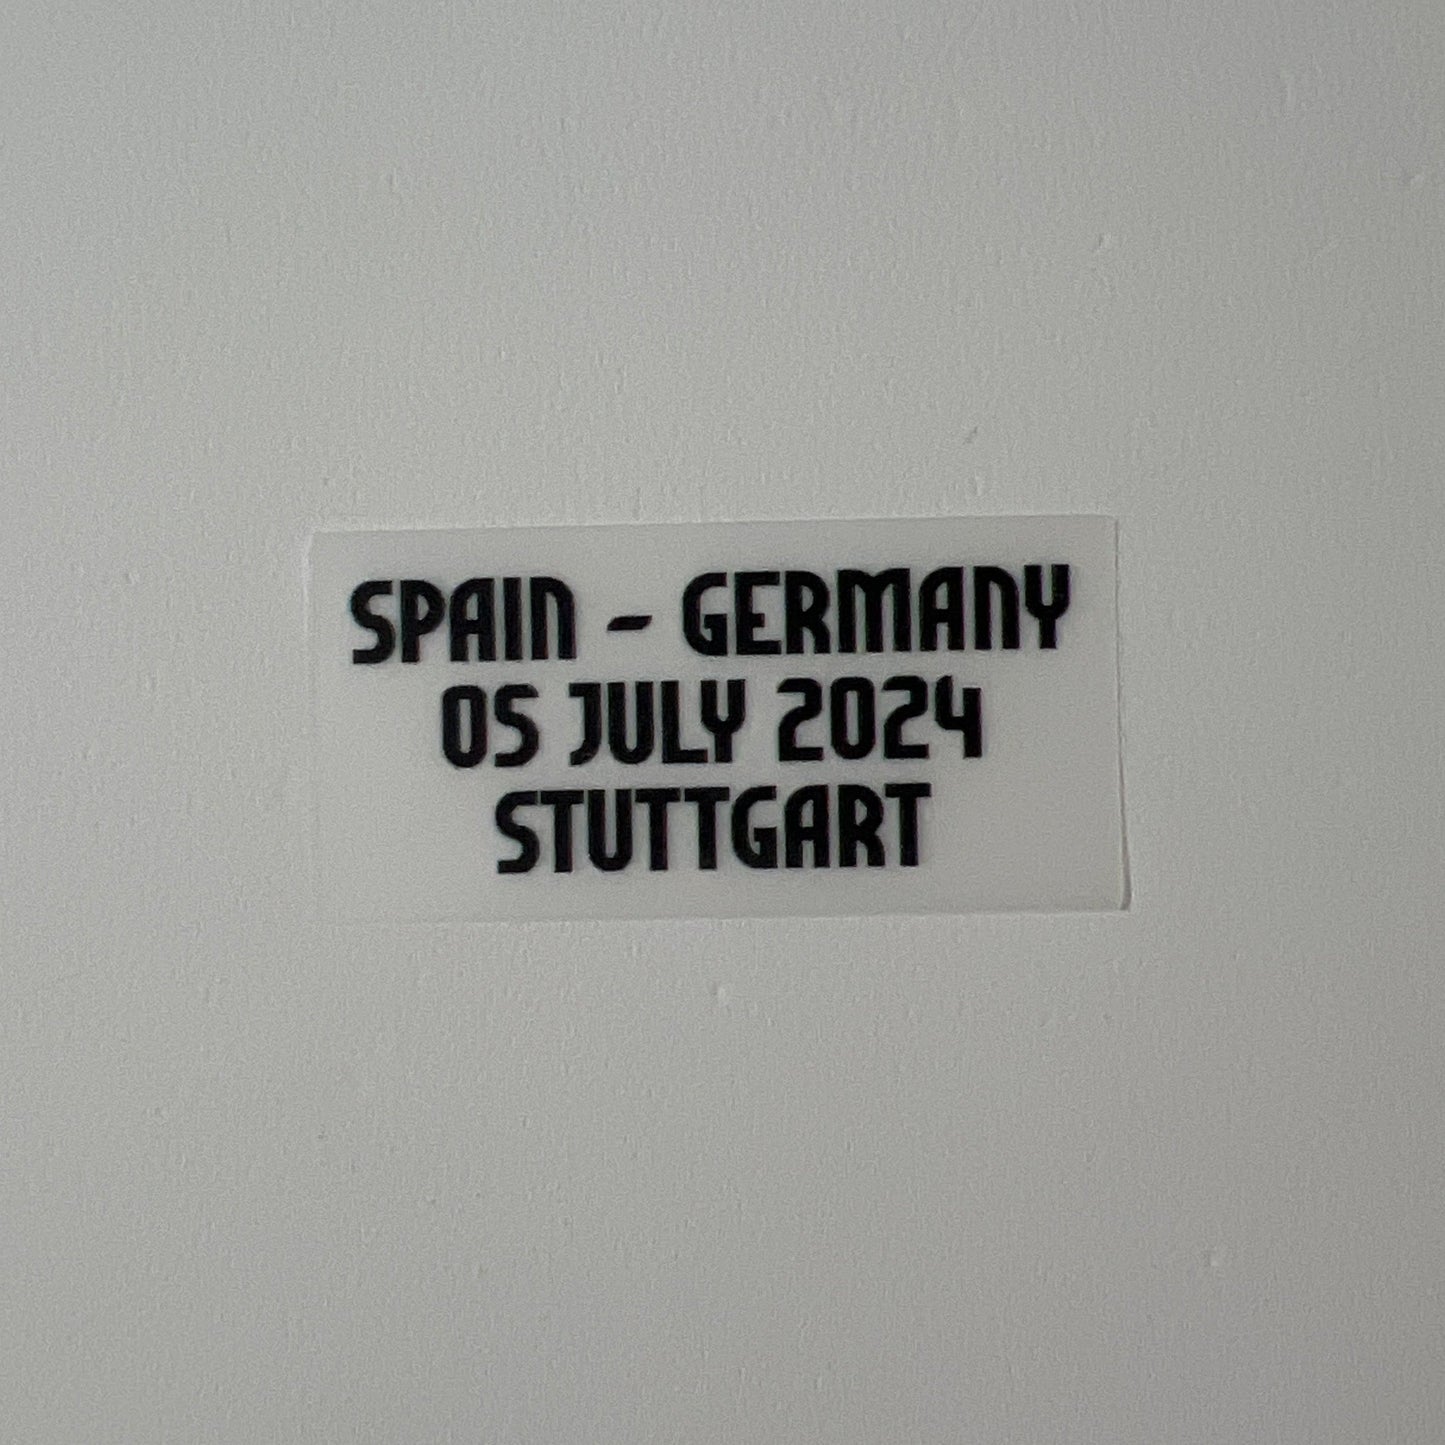 SPAIN - GERMANY
05 JULY 2024
STUTTGART